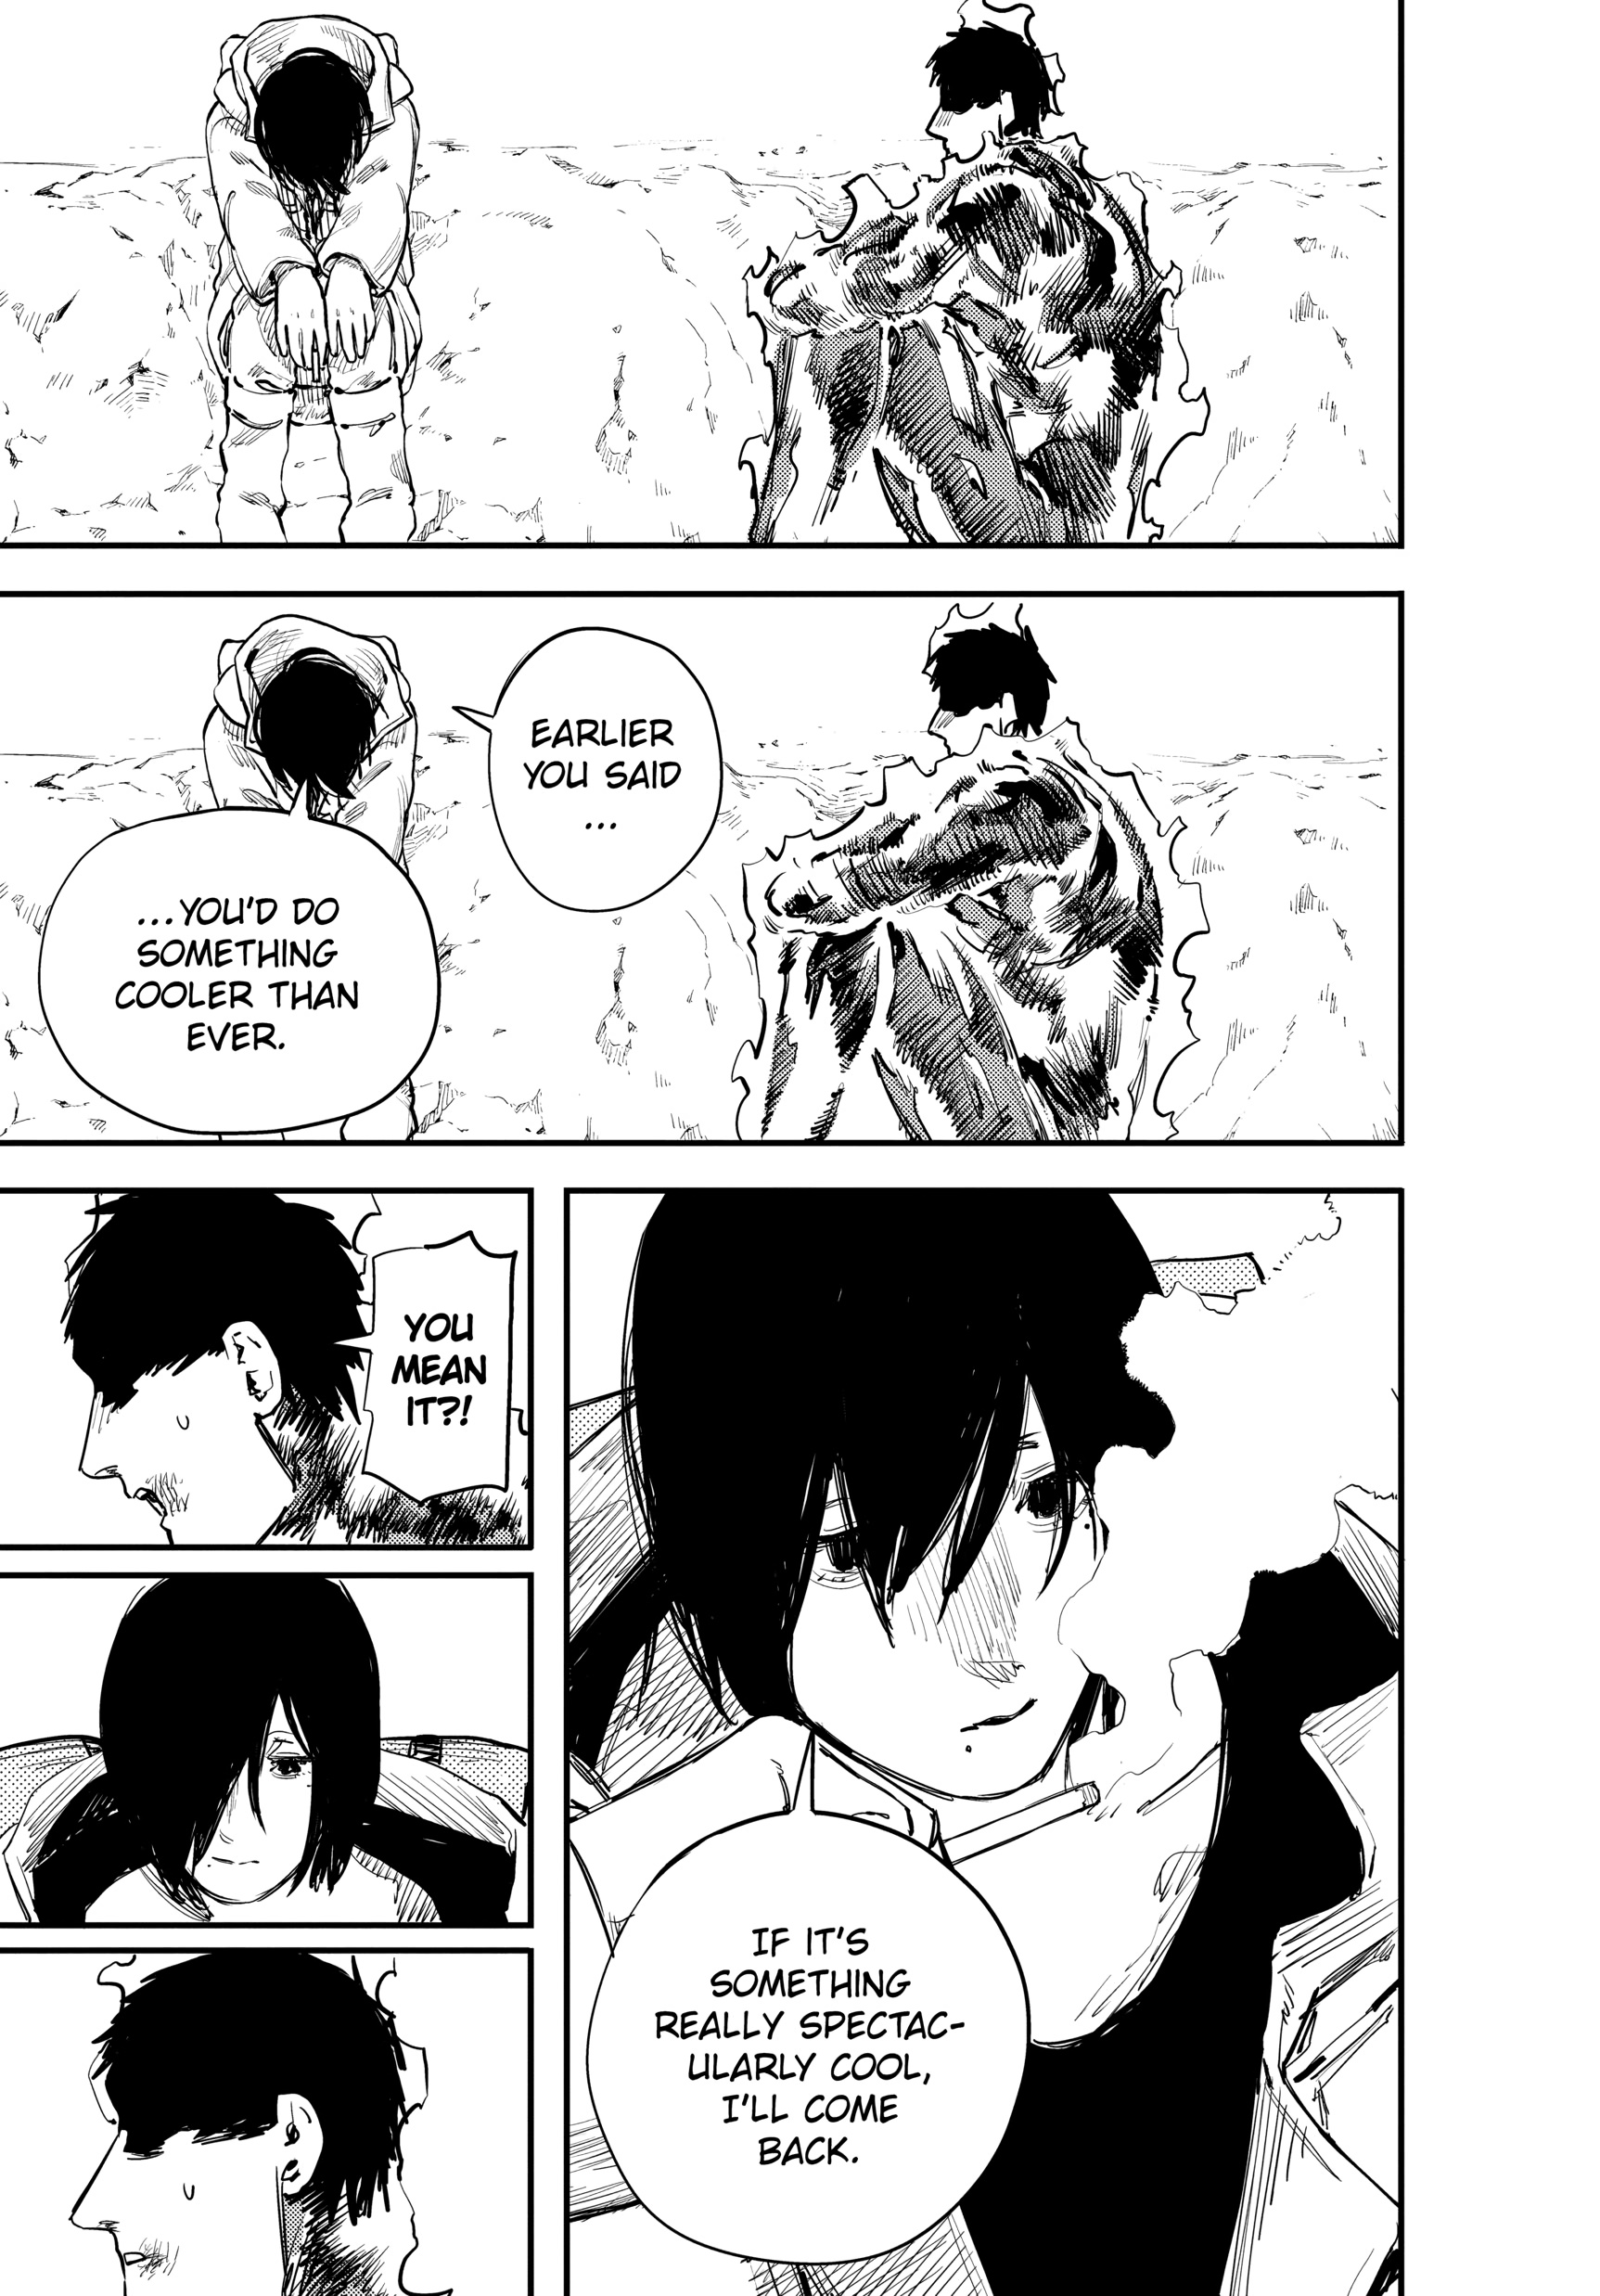 EARLIER
YOU SAID
...
...YOU'D DO
SOMETHING
COOLER THAN
EVER.
IF IT'S
SOMETHING
REALLY SPECTAC-
ULARLY COOL,
I'LL COME
BACK.
YOU
MEAN
IT?!